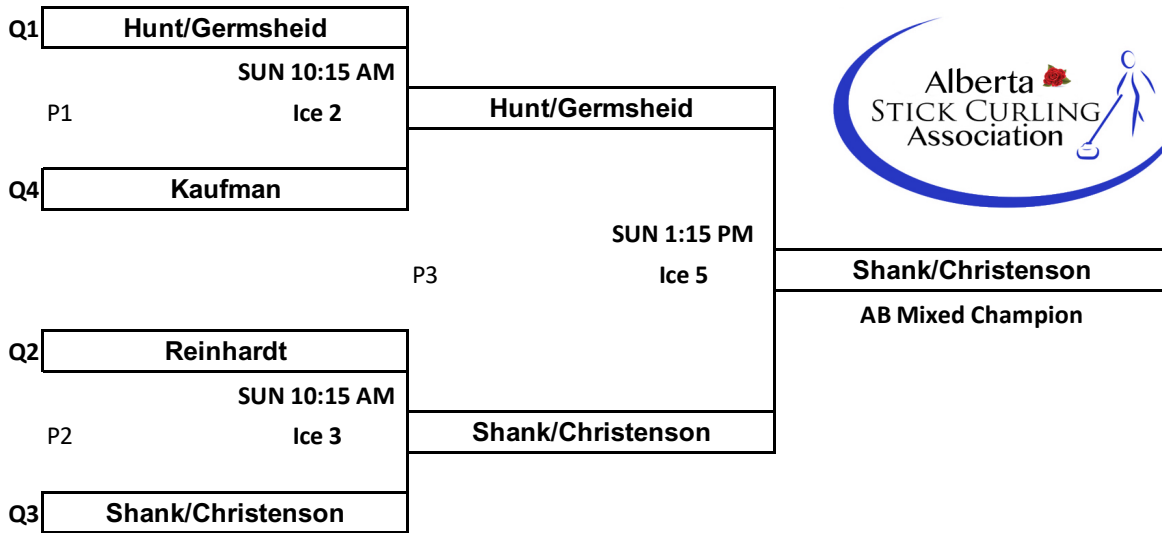 Q1 Hunt/Germsheid
SUN 10:15 AM
P1 Ice 2
Hunt/Germsheid
Q4 Kaufman
Alberta
STICK CURLING
Association
SUN 1:15 PM
P3 Ice 5
Shank/Christenson
AB Mixed Champion
Q2 Reinhardt
SUN 10:15 AM
P2 Ice 3
Shank/Christenson
Q3 Shank/Christenson